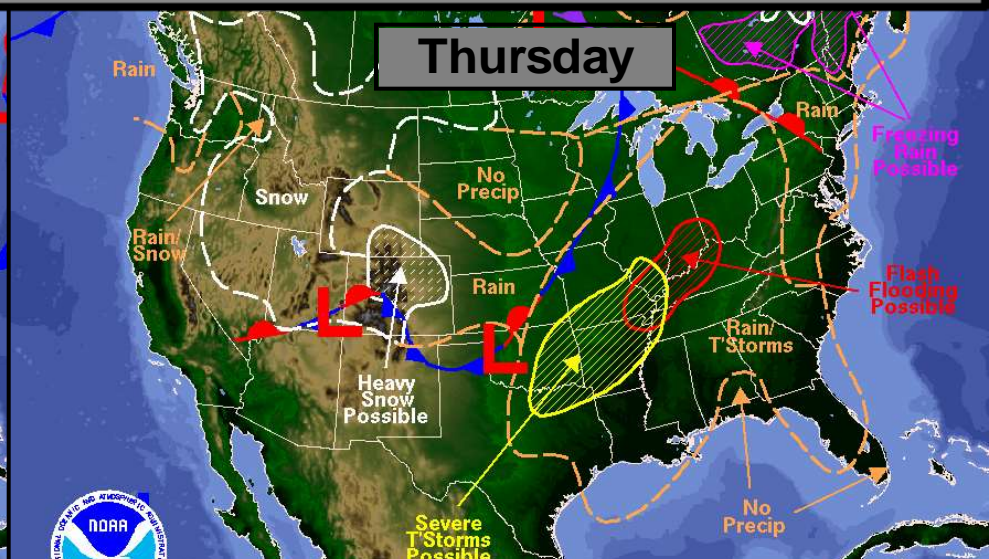 Thursday
Rain
Rain
Freezing
Rain
Possible
No
Precip
Snow
Rain/
Snow
Flash
Flooding
Possible
Rain
L
L
Rain/
T'Storms
Heavy
Snow
Possible
No
Precip
Severe
T'Storms
Possible
NOAA